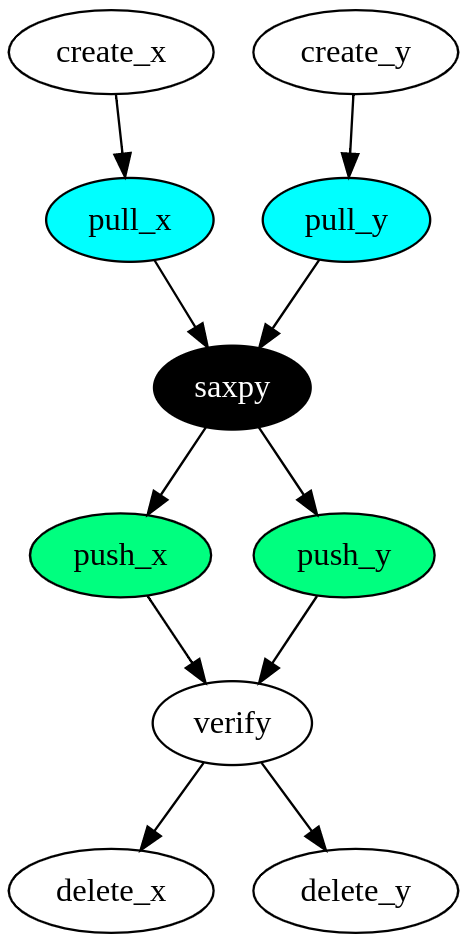 create_x
create_y
pull_x
pull_y
saxpy
push_x
push_y
verify
delete_x
delete_y